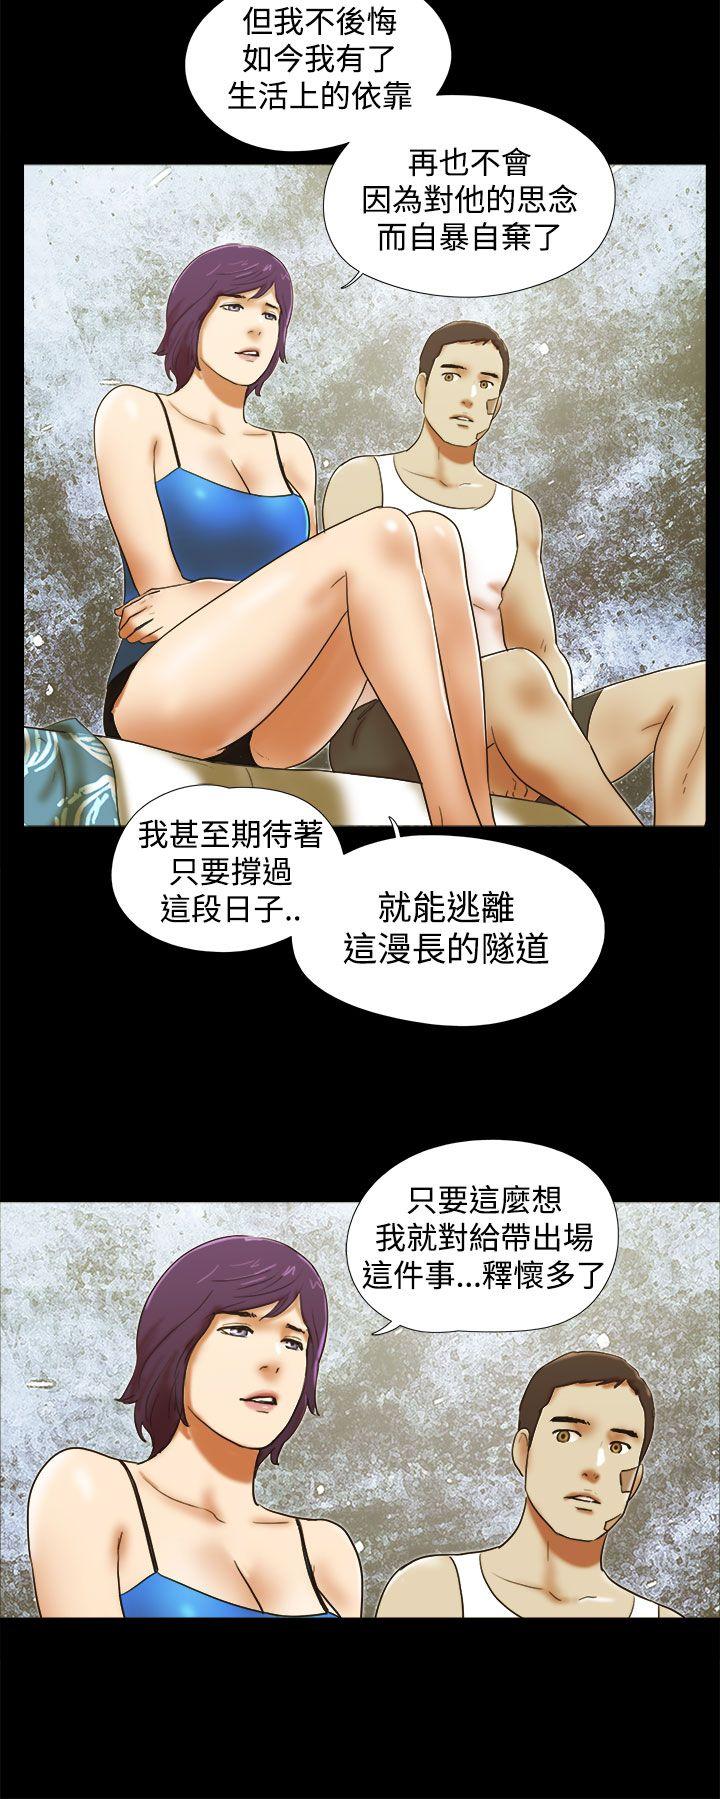 但我不後悔
如今我有了
生活上的依靠
再也不會
因為對他的思念
而自暴自棄了
我甚至期待著
只要撐過
這段日子..
就能逃離
這漫長的隧道
只要這麼想
我就對給帶出場
這件事...釋懷多了